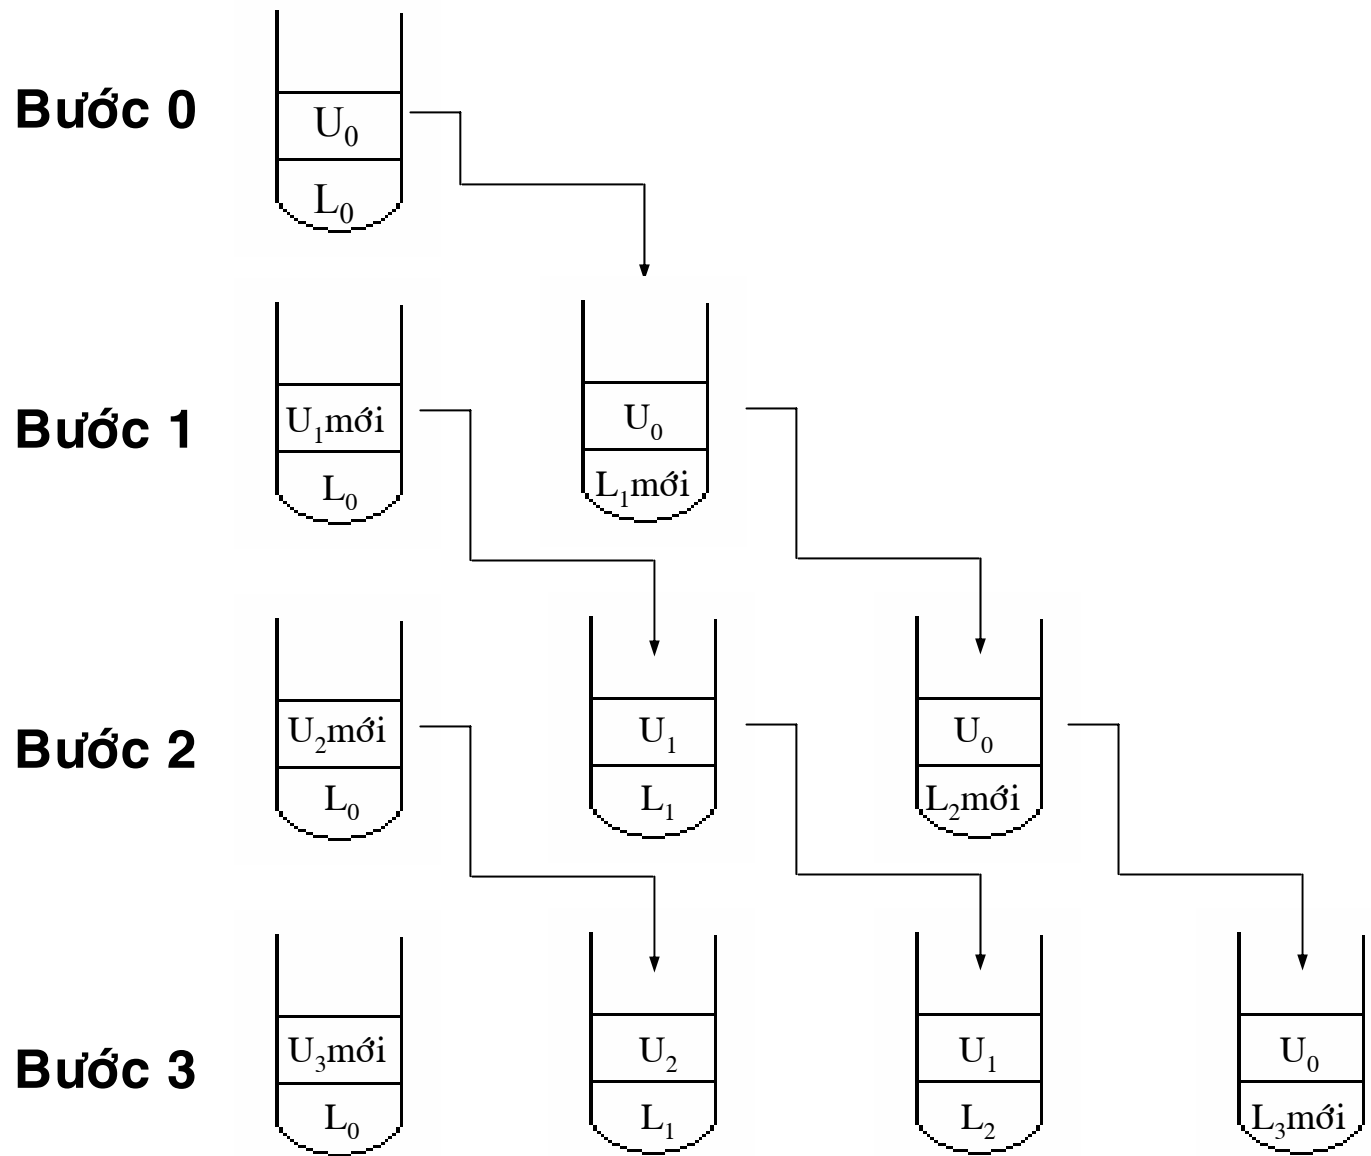 Bước 0
U₀
L₀
Bước 1
U₁mới
U₀
L₀
L₁mới
Bước 2
U₂mới
U₁
U₀
L₀
L₁
L₂mới
Bước 3
U₃mới
U₂
U₁
U₀
L₀
L₁
L₂
L₃mới